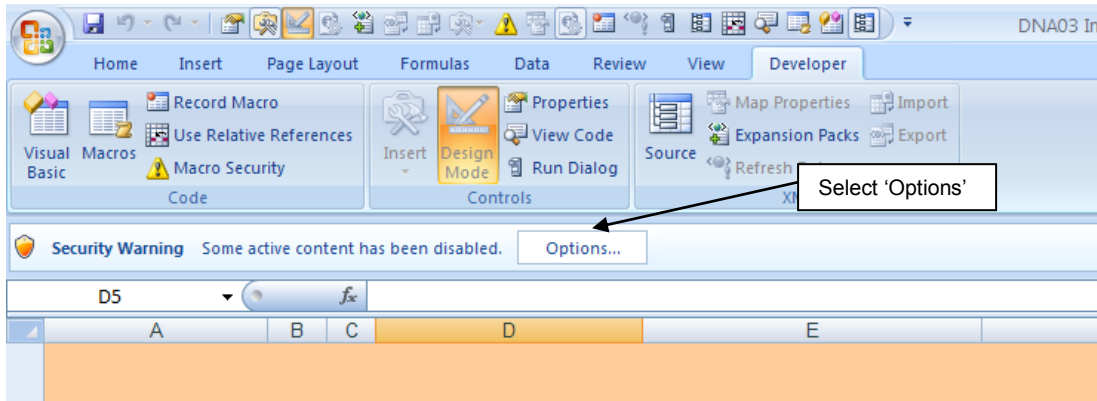 DNA03 In
Home Insert Page Layout Formulas Data Review View Developer
Visual Basic
Macros
Record Macro
Use Relative References
Macro Security
Code
Insert
Design Mode
Properties
View Code
Run Dialog
Controls
Source
Map Properties
Expansion Packs
Refresh
Import
Export
Select ‘Options’
Security Warning Some active content has been disabled. Options...
D5 fx
A B C D E